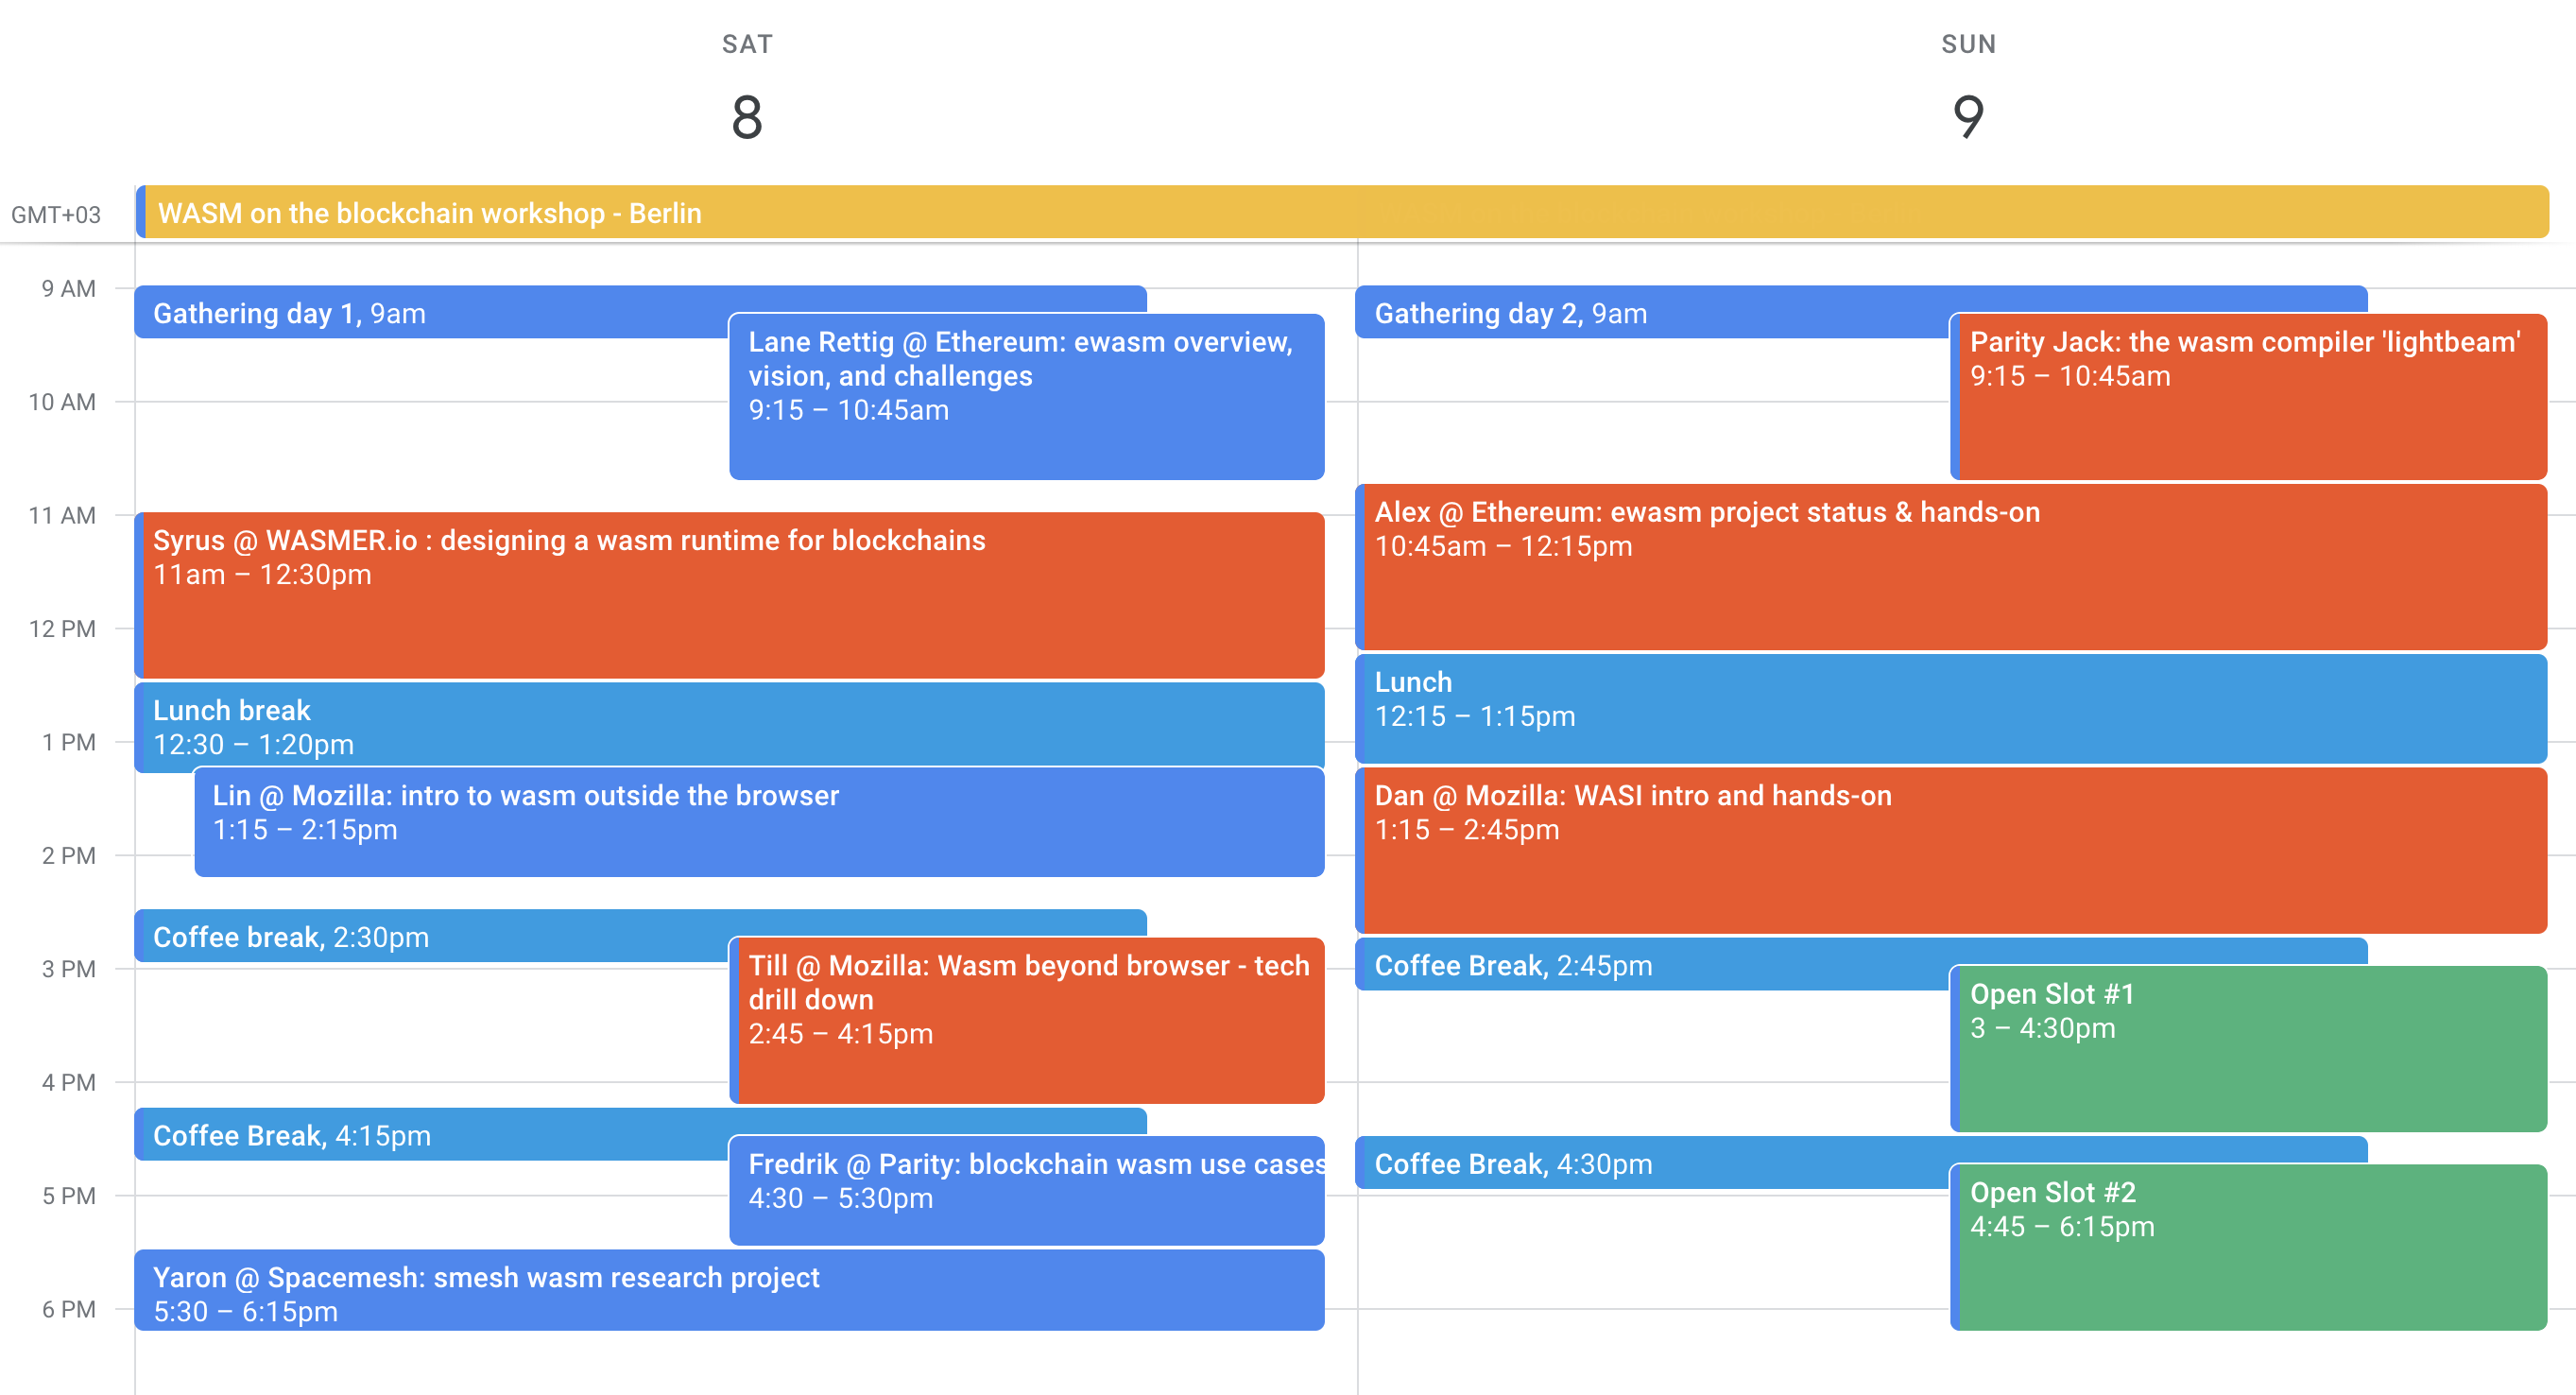 SAT
8
SUN
9
GMT+03
WASM on the blockchain workshop - Berlin
9 AM
10 AM
11 AM
12 PM
1 PM
2 PM
3 PM
4 PM
5 PM
6 PM
Gathering day 1, 9am
Lane Rettig @ Ethereum: ewasm overview,
vision, and challenges
9:15 – 10:45am
Syrus @ WASMER.io : designing a wasm runtime for blockchains
11am – 12:30pm
Lunch break
12:30 – 1:20pm
Lin @ Mozilla: intro to wasm outside the browser
1:15 – 2:15pm
Coffee break, 2:30pm
Till @ Mozilla: Wasm beyond browser - tech
drill down
2:45 – 4:15pm
Coffee Break, 4:15pm
Fredrik @ Parity: blockchain wasm use cases
4:30 – 5:30pm
Yaron @ Spacemesh: smesh wasm research project
5:30 – 6:15pm
Gathering day 2, 9am
Parity Jack: the wasm compiler 'lightbeam'
9:15 – 10:45am
Alex @ Ethereum: ewasm project status & hands-on
10:45am – 12:15pm
Lunch
12:15 – 1:15pm
Dan @ Mozilla: WASI intro and hands-on
1:15 – 2:45pm
Coffee Break, 2:45pm
Open Slot #1
3 – 4:30pm
Coffee Break, 4:30pm
Open Slot #2
4:45 – 6:15pm